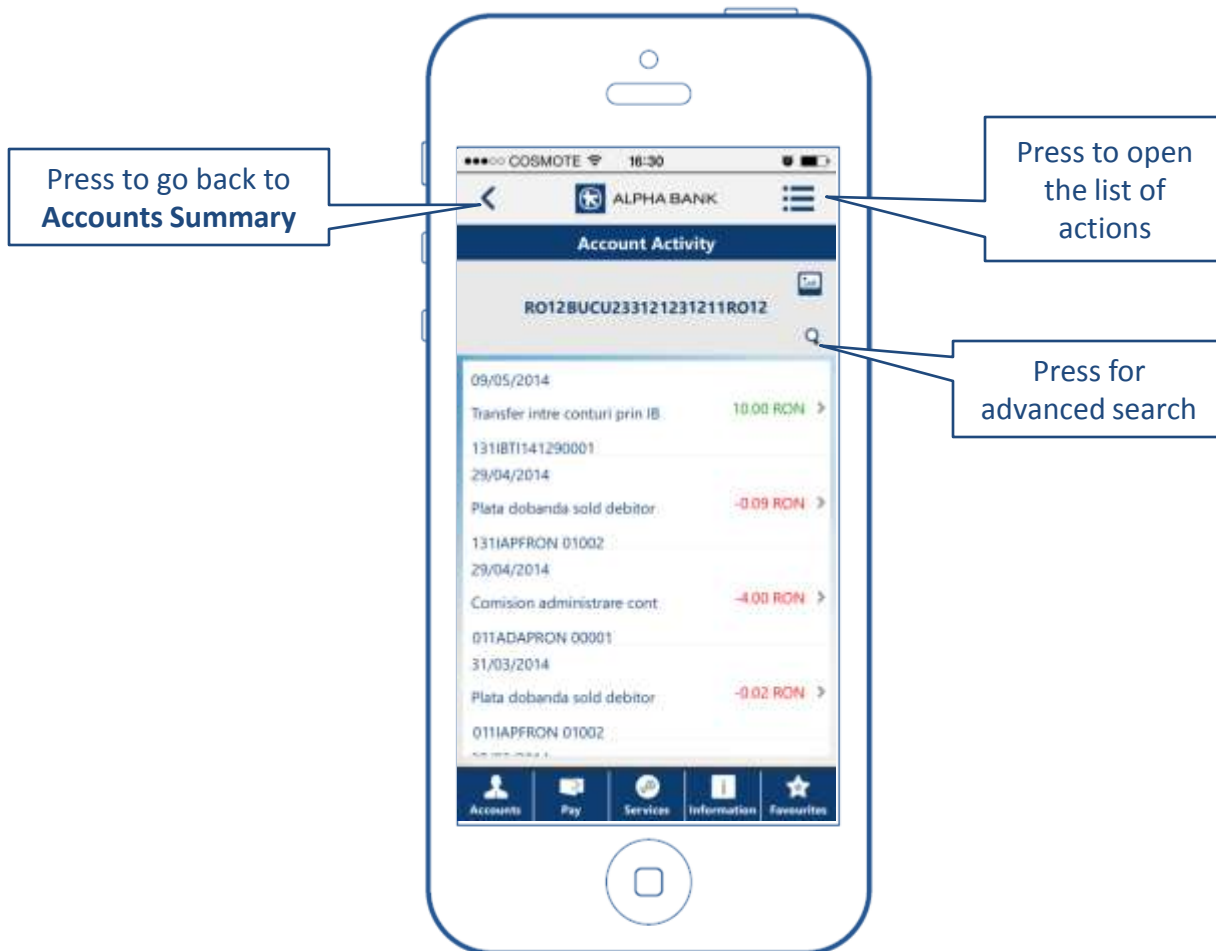 Press to go back to
Accounts Summary
Press to open
the list of
actions
Press for
advanced search
COSMOTE 16:30
ALPHA BANK
Account Activity
RO12BUCU233121231211RO12
09/05/2014
Transfer intre conturi prin IB 10.00 RON
131IBTI141290001
29/04/2014
Plata dobanda sold debitor -0.09 RON
131IAPFRON 01002
29/04/2014
Comision administrare cont -4.00 RON
011ADAPRON 00001
31/03/2014
Plata dobanda sold debitor -0.02 RON
011IAPFRON 01002
Accounts Pay Services Information Favourites